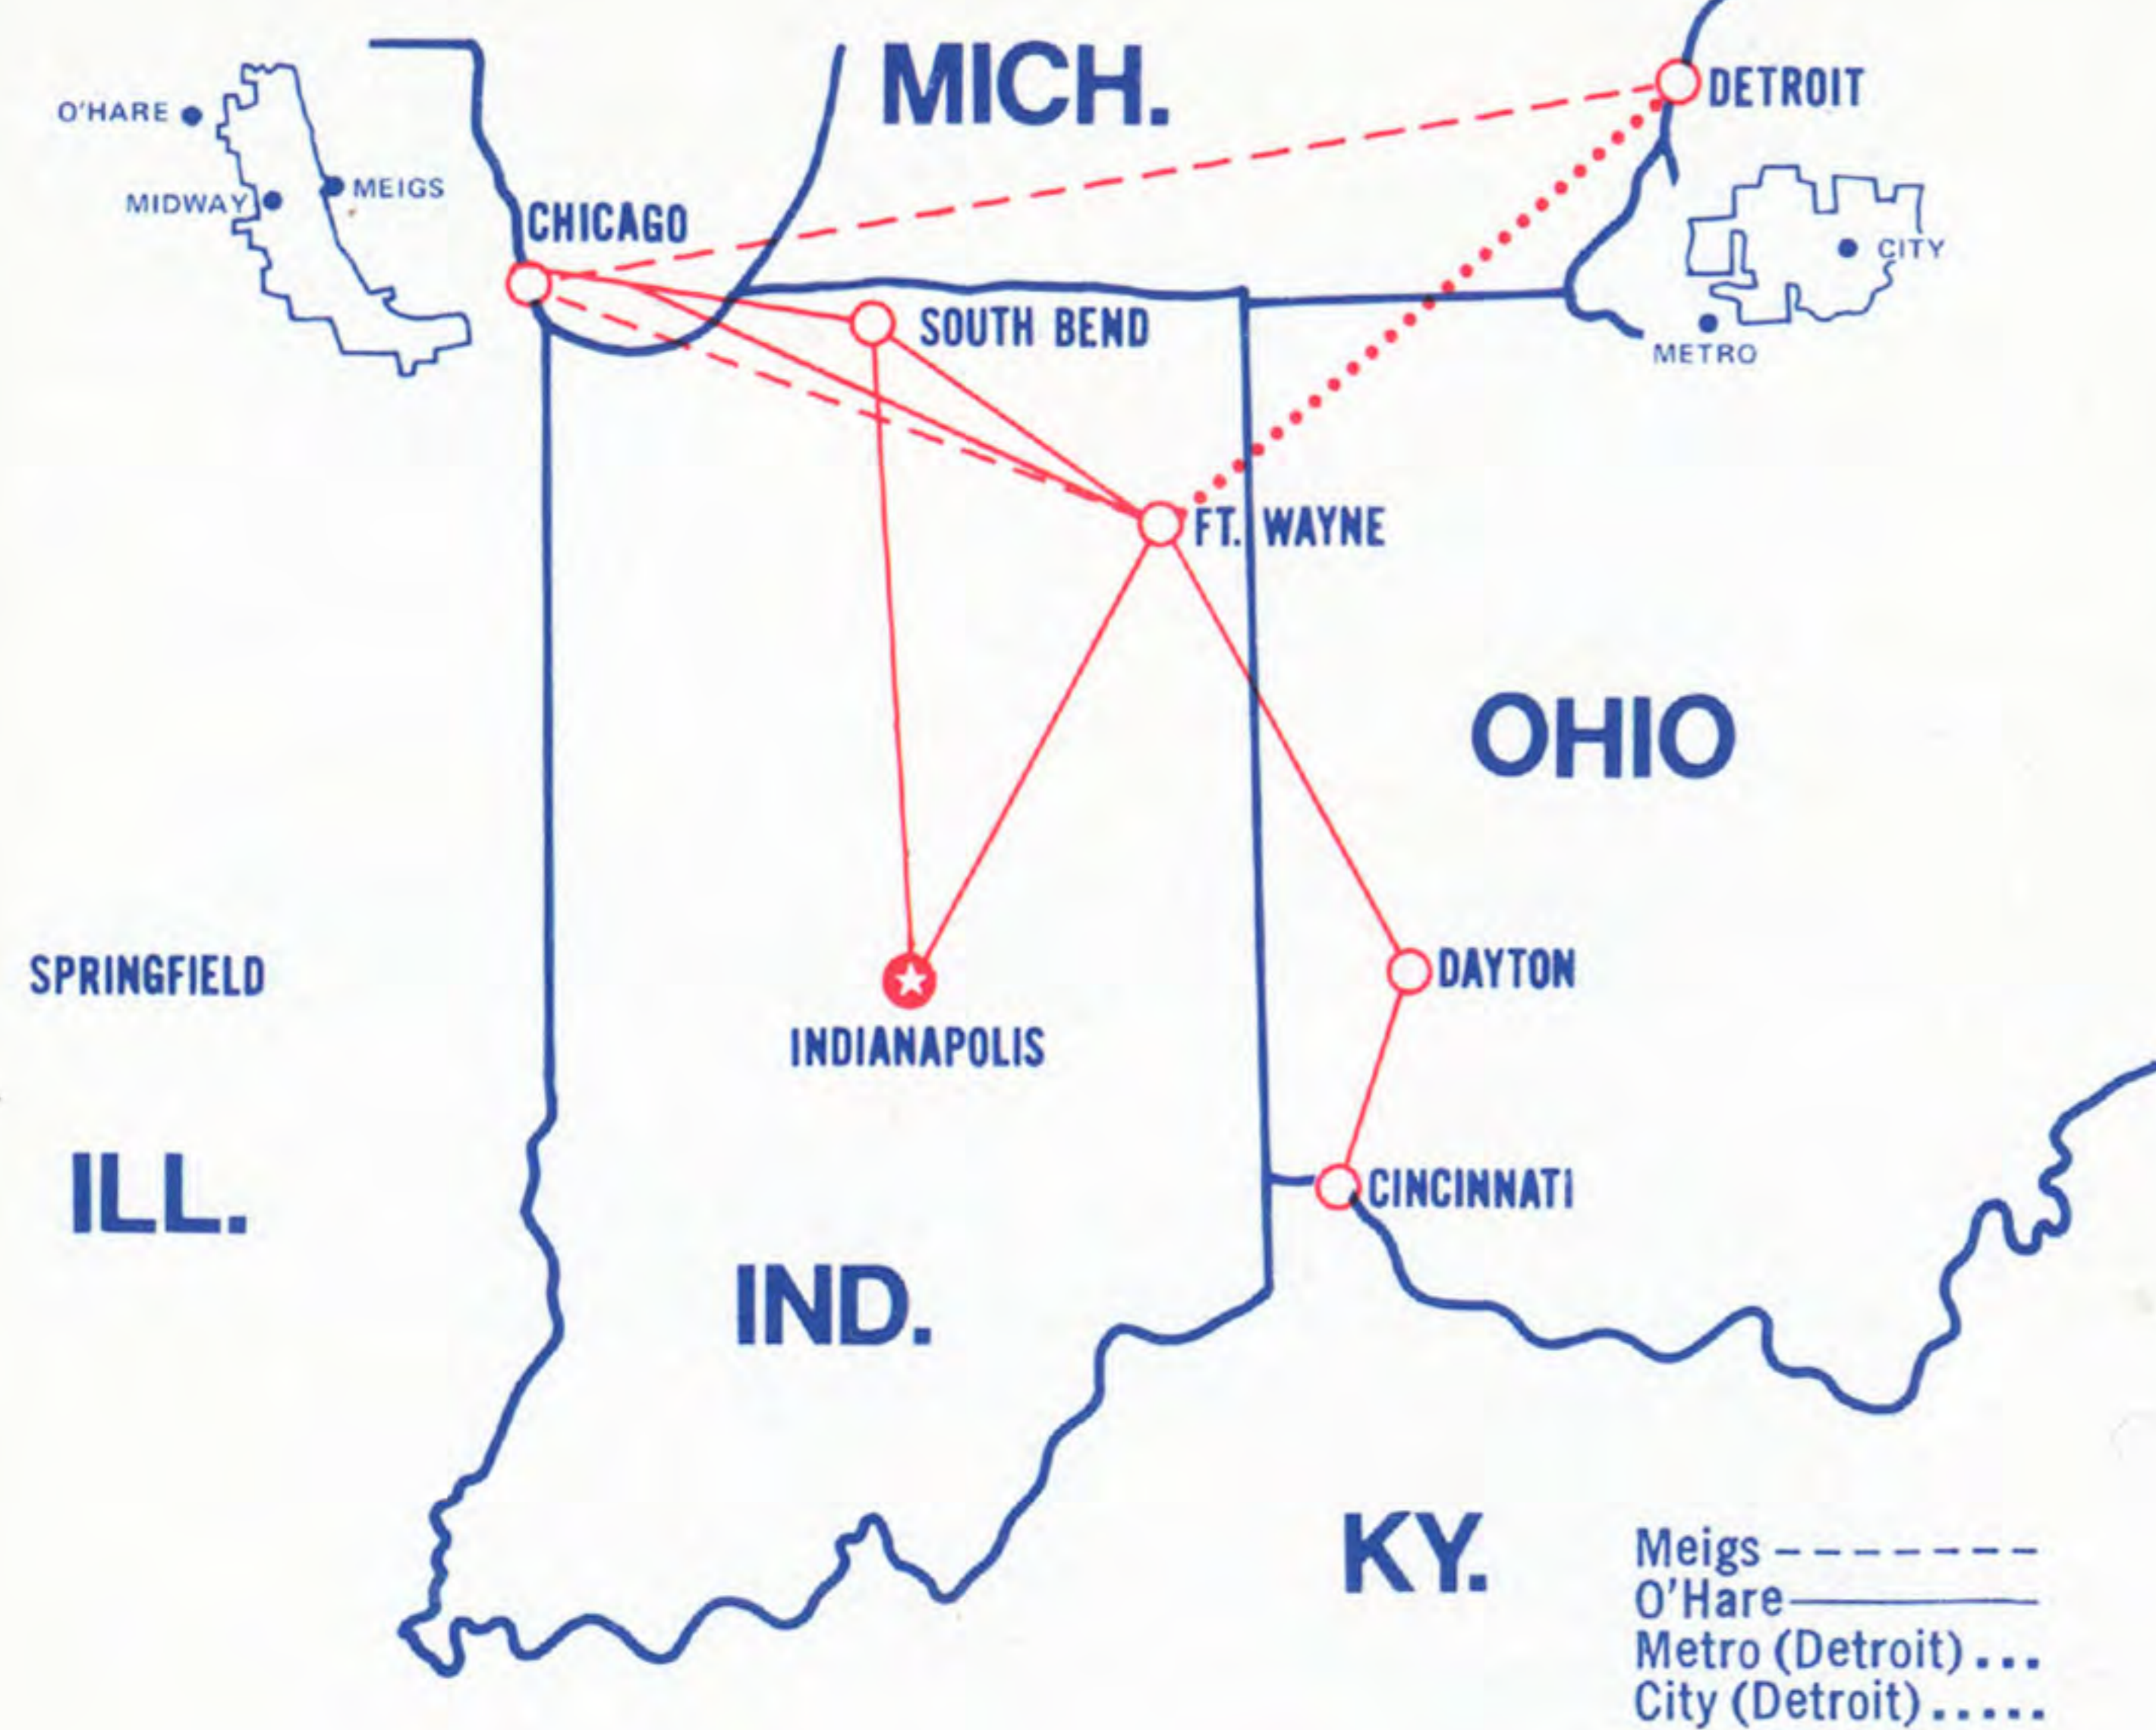 MICH.
DETROIT
O'HARE
MEIGS
MIDWAY
CHICAGO
CITY
SOUTH BEND
METRO
FT. WAYNE
OHIO
SPRINGFIELD
DAYTON
INDIANAPOLIS
ILL.
CINCINNATI
IND.
KY.
Meigs - - - - - - -
O'Hare
Metro (Detroit) ...
City (Detroit) .....